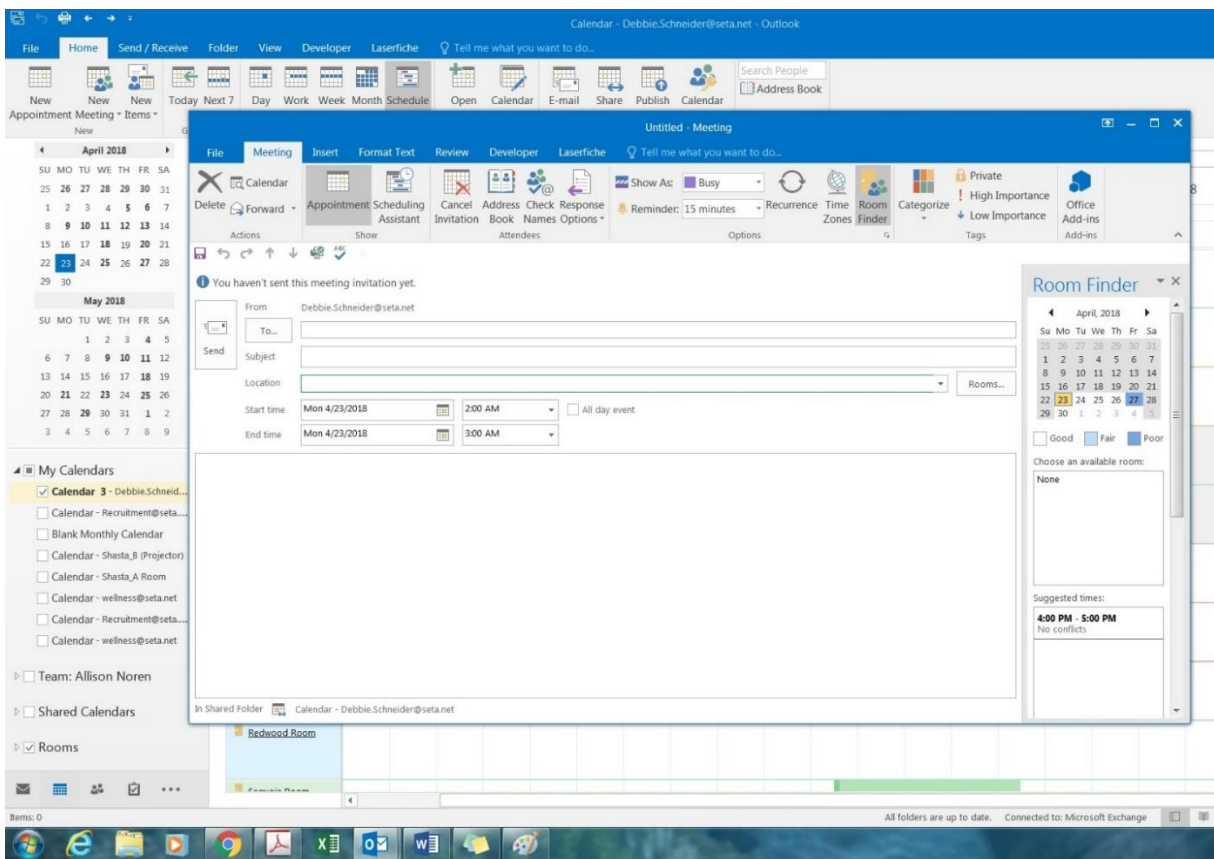 Calendar - Debbie.Schneider@seta.net - Outlook
File Home Send / Receive Folder View Developer Laserfiche Tell me what you want to do...
New Appointment
New Meeting
New Items
Today
Next 7
Day
Work
Week
Month
Schedule
Open
Calendar
E-mail
Share
Publish
Calendar
Search People
Address Book
New
April 2018
SU MO TU WE TH FR SA
25 26 27 28 29 30 31
1 2 3 4 5 6 7
8 9 10 11 12 13 14
15 16 17 18 19 20 21
22 23 24 25 26 27 28
29 30
May 2018
SU MO TU WE TH FR SA
1 2 3 4 5
6 7 8 9 10 11 12
13 14 15 16 17 18 19
20 21 22 23 24 25 26
27 28 29 30 31 1 2
3 4 5 6 7 8 9
My Calendars
Calendar 3 - Debbie.Schneid...
Calendar - Recruitment@seta....
Blank Monthly Calendar
Calendar - Shasta_B (Projector)
Calendar - Shasta_A Room
Calendar - wellness@seta.net
Calendar - Recruitment@seta....
Calendar - wellness@seta.net
Team: Allison Noren
Shared Calendars
Rooms
Untitled - Meeting
File Meeting Insert Format Text Review Developer Laserfiche Tell me what you want to do...
Delete
Calendar
Forward
Actions
Appointment
Scheduling Assistant
Show
Cancel Invitation
Address Book
Check Names
Response Options
Attendees
Show As: Busy
Reminder: 15 minutes
Recurrence
Time Zones
Room Finder
Options
Categorize
Private
High Importance
Low Importance
Tags
Office Add-ins
Add-ins
You haven't sent this meeting invitation yet.
Send
From Debbie.Schneider@seta.net
To...
Subject
Location Rooms...
Start time Mon 4/23/2018 2:00 AM All day event
End time Mon 4/23/2018 3:00 AM
In Shared Folder Calendar - Debbie.Schneider@seta.net
Room Finder
April, 2018
Su Mo Tu We Th Fr Sa
25 26 27 28 29 30 31
1 2 3 4 5 6 7
8 9 10 11 12 13 14
15 16 17 18 19 20 21
22 23 24 25 26 27 28
29 30 1 2 3 4 5
Good Fair Poor
Choose an available room:
None
Suggested times:
4:00 PM - 5:00 PM
No conflicts
8
Redwood Room
Items: 0
All folders are up to date. Connected to: Microsoft Exchange